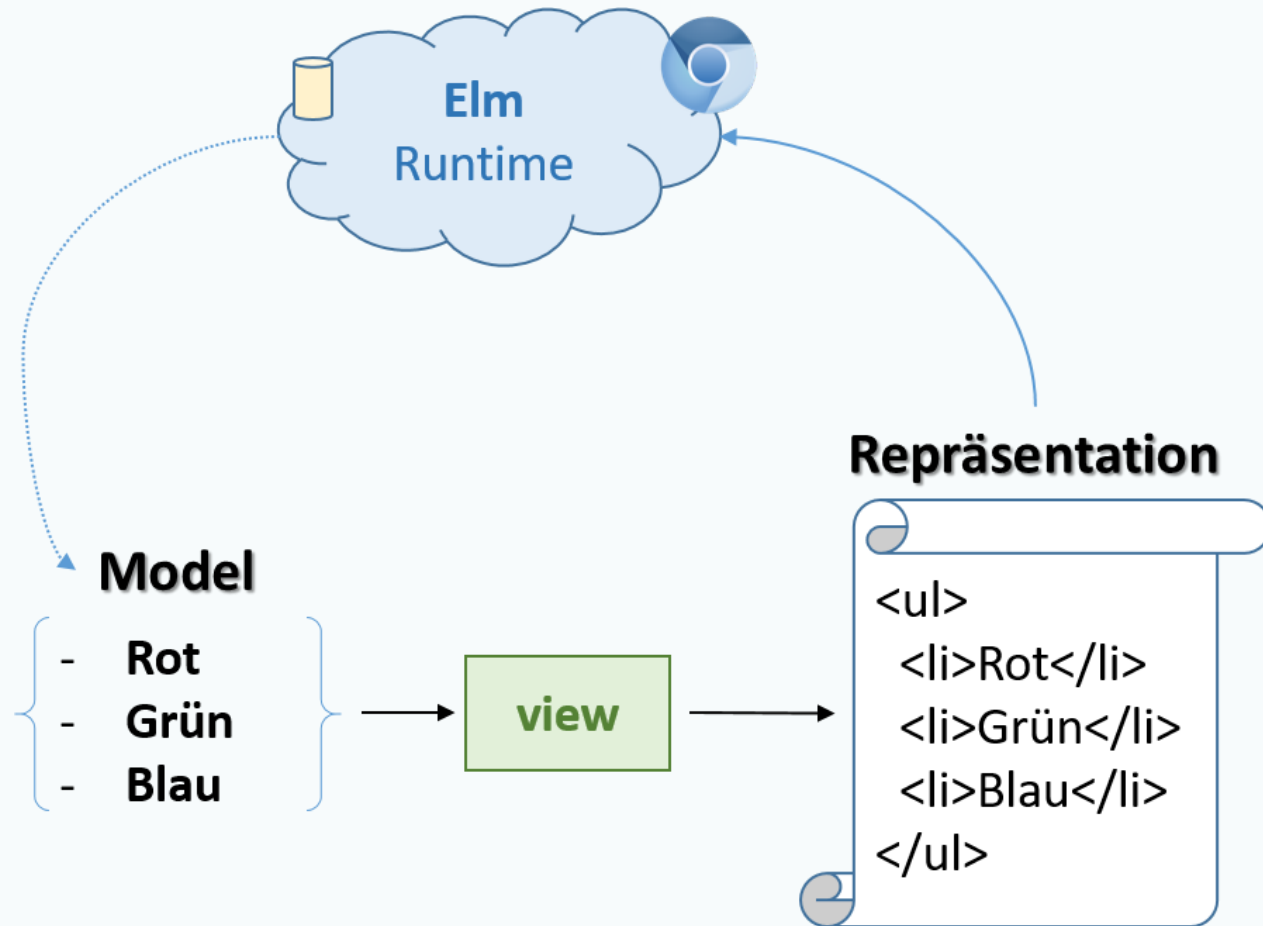 Elm
Runtime
Repräsentation
Model
- Rot
- Grün
- Blau
view
<ul>
<li>Rot</li>
<li>Grün</li>
<li>Blau</li>
</ul>